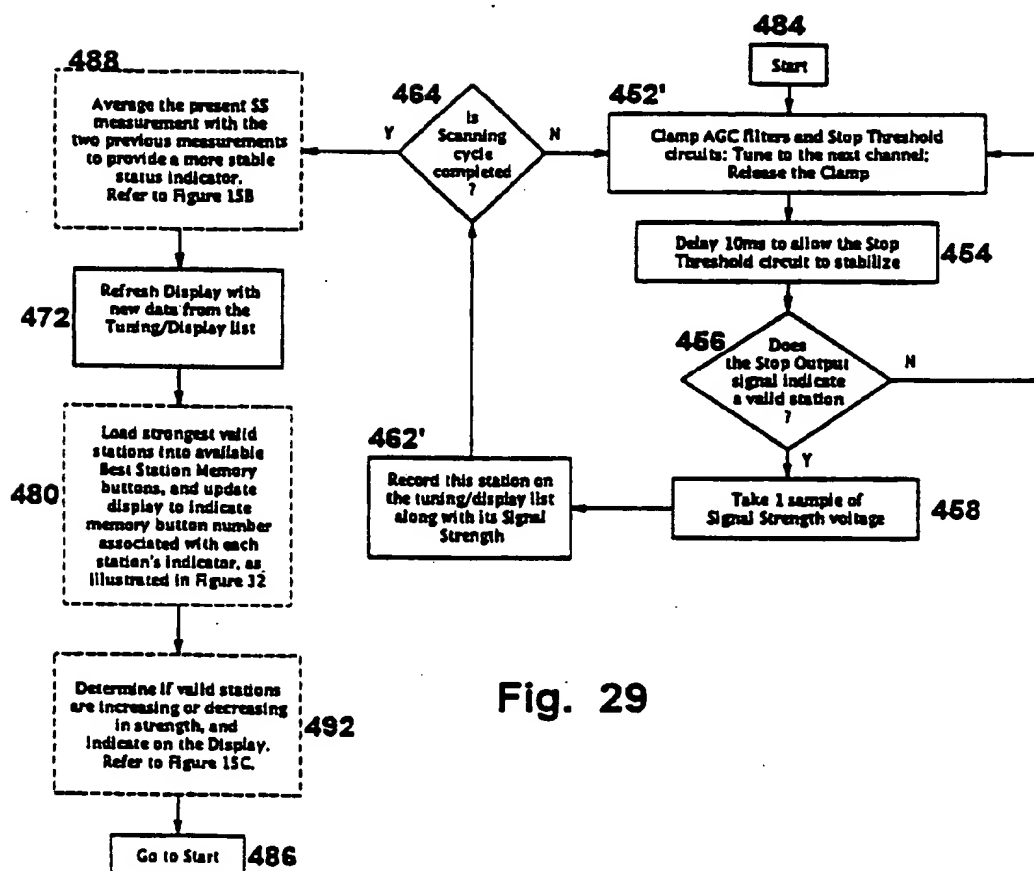 484
Start
452'
Clamp AGC filters and Stop Threshold
circuits; Tune to the next channel;
Release the Clamp
Delay 10ms to allow the Stop
Threshold circuit to stabilize
454
456
Does
the Stop Output
signal indicate
a valid station
?
N
Y
Take 1 sample of
Signal Strength voltage
458
462'
Record this station on
the tuning/display list
along with its Signal
Strength
464
Is
Scanning
cycle
completed
?
Y
N
488
Average the present SS
measurement with the
two previous measurements
to provide a more stable
status indicator.
Refer to Figure 15B
472
Refresh Display with
new data from the
Tuning/Display list
480
Load strongest valid
stations into available
Best Station Memory
buttons, and update
display to indicate
memory button number
associated with each
station's indicator, as
illustrated in Figure 32
Determine if valid stations
are increasing or decreasing
in strength, and
indicate on the Display.
Refer to Figure 15C.
492
Go to Start
486
Fig. 29